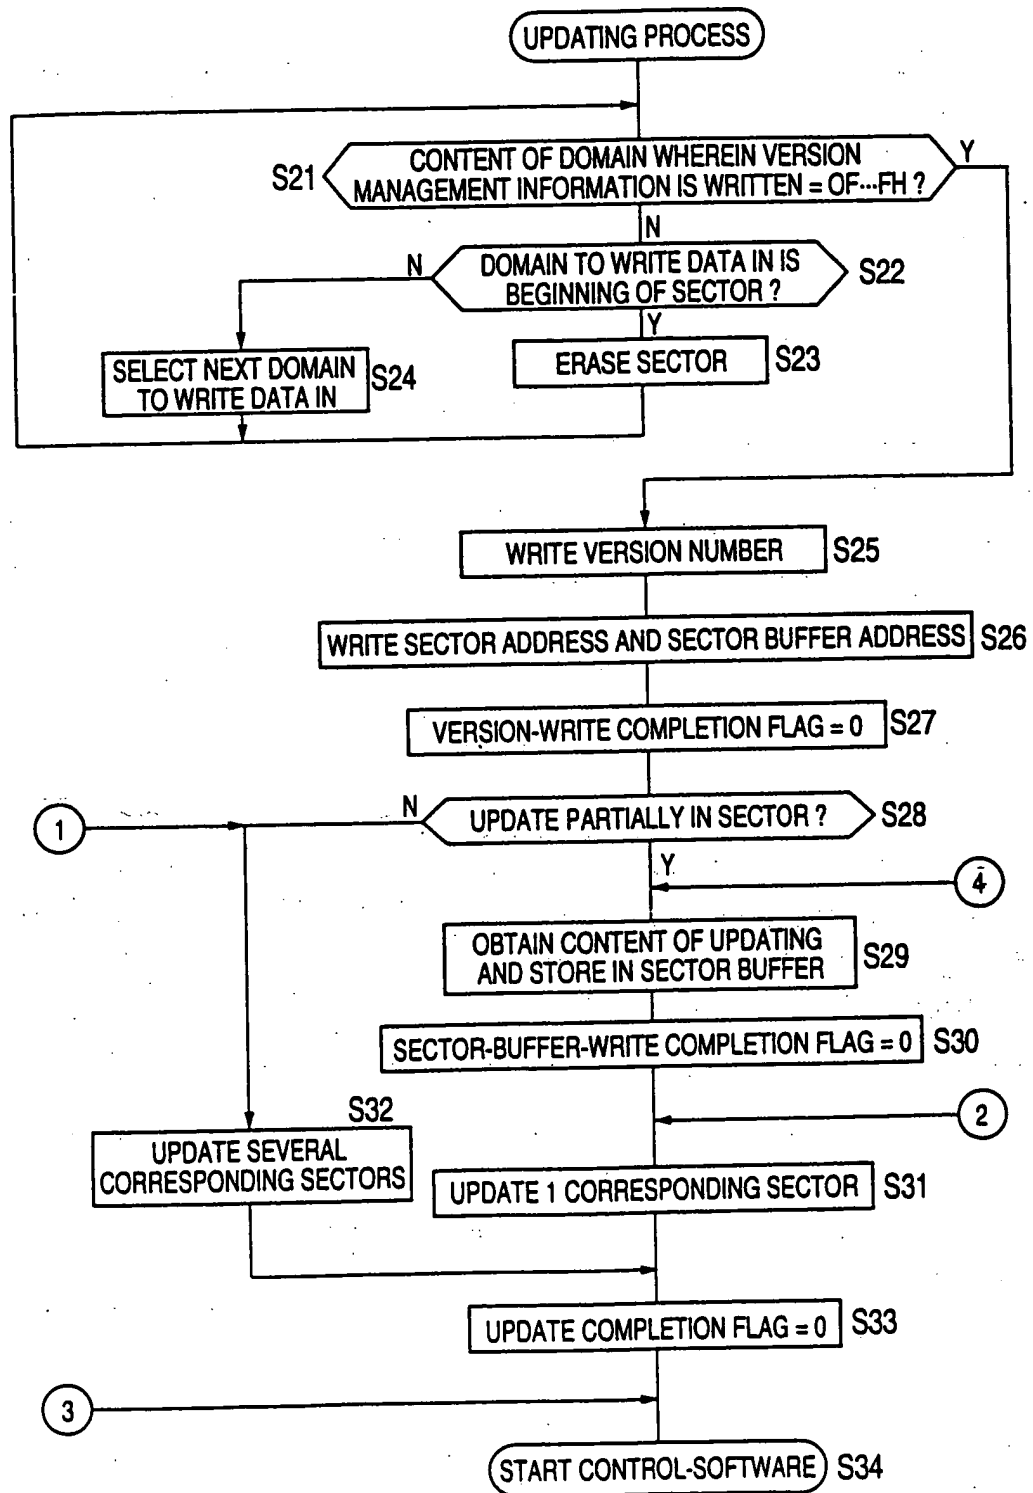 UPDATING PROCESS
S21
CONTENT OF DOMAIN WHEREIN VERSION
MANAGEMENT INFORMATION IS WRITTEN = OF···FH ?
Y
N
N
DOMAIN TO WRITE DATA IN IS
BEGINNING OF SECTOR ?
S22
Y
SELECT NEXT DOMAIN
TO WRITE DATA IN
S24
ERASE SECTOR
S23
WRITE VERSION NUMBER
S25
WRITE SECTOR ADDRESS AND SECTOR BUFFER ADDRESS
S26
VERSION-WRITE COMPLETION FLAG = 0
S27
1
N
UPDATE PARTIALLY IN SECTOR ?
S28
Y
4
OBTAIN CONTENT OF UPDATING
AND STORE IN SECTOR BUFFER
S29
SECTOR-BUFFER-WRITE COMPLETION FLAG = 0
S30
S32
2
UPDATE SEVERAL
CORRESPONDING SECTORS
UPDATE 1 CORRESPONDING SECTOR
S31
UPDATE COMPLETION FLAG = 0
S33
3
START CONTROL-SOFTWARE
S34